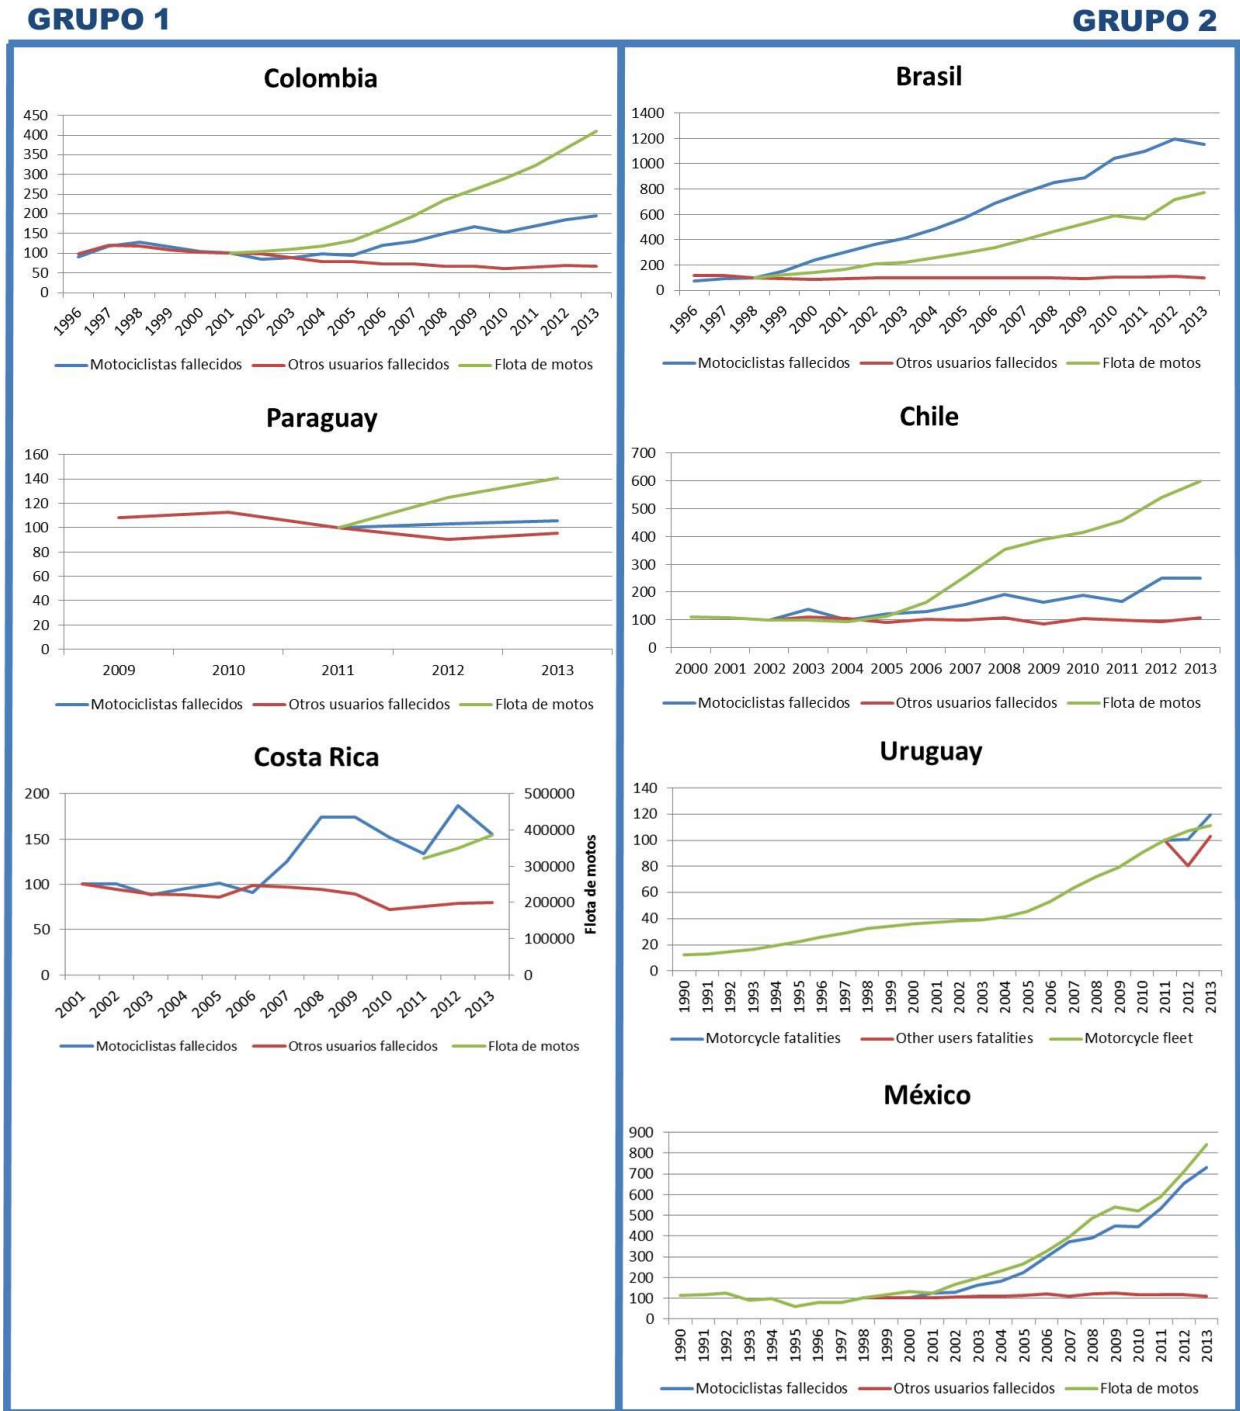 GRUPO 1
GRUPO 2
Colombia
450
400
350
300
250
200
150
100
50
0
1996 1997 1998 1999 2000 2001 2002 2003 2004 2005 2006 2007 2008 2009 2010 2011 2012 2013
Motociclistas fallecidos Otros usuarios fallecidos Flota de motos
Paraguay
160
140
120
100
80
60
40
20
0
2009 2010 2011 2012 2013
Motociclistas fallecidos Otros usuarios fallecidos Flota de motos
Costa Rica
200
150
100
50
0
500000
400000
300000
200000
100000
0
Flota de motos
2001 2002 2003 2004 2005 2006 2007 2008 2009 2010 2011 2012 2013
Motociclistas fallecidos Otros usuarios fallecidos Flota de motos
Brasil
1400
1200
1000
800
600
400
200
0
1996 1997 1998 1999 2000 2001 2002 2003 2004 2005 2006 2007 2008 2009 2010 2011 2012 2013
Motociclistas fallecidos Otros usuarios fallecidos Flota de motos
Chile
700
600
500
400
300
200
100
0
2000 2001 2002 2003 2004 2005 2006 2007 2008 2009 2010 2011 2012 2013
Motociclistas fallecidos Otros usuarios fallecidos Flota de motos
Uruguay
140
120
100
80
60
40
20
0
1990 1991 1992 1993 1994 1995 1996 1997 1998 1999 2000 2001 2002 2003 2004 2005 2006 2007 2008 2009 2010 2011 2012 2013
Motorcycle fatalities Other users fatalities Motorcycle fleet
México
900
800
700
600
500
400
300
200
100
0
1990 1991 1992 1993 1994 1995 1996 1997 1998 1999 2000 2001 2002 2003 2004 2005 2006 2007 2008 2009 2010 2011 2012 2013
Motociclistas fallecidos Otros usuarios fallecidos Flota de motos